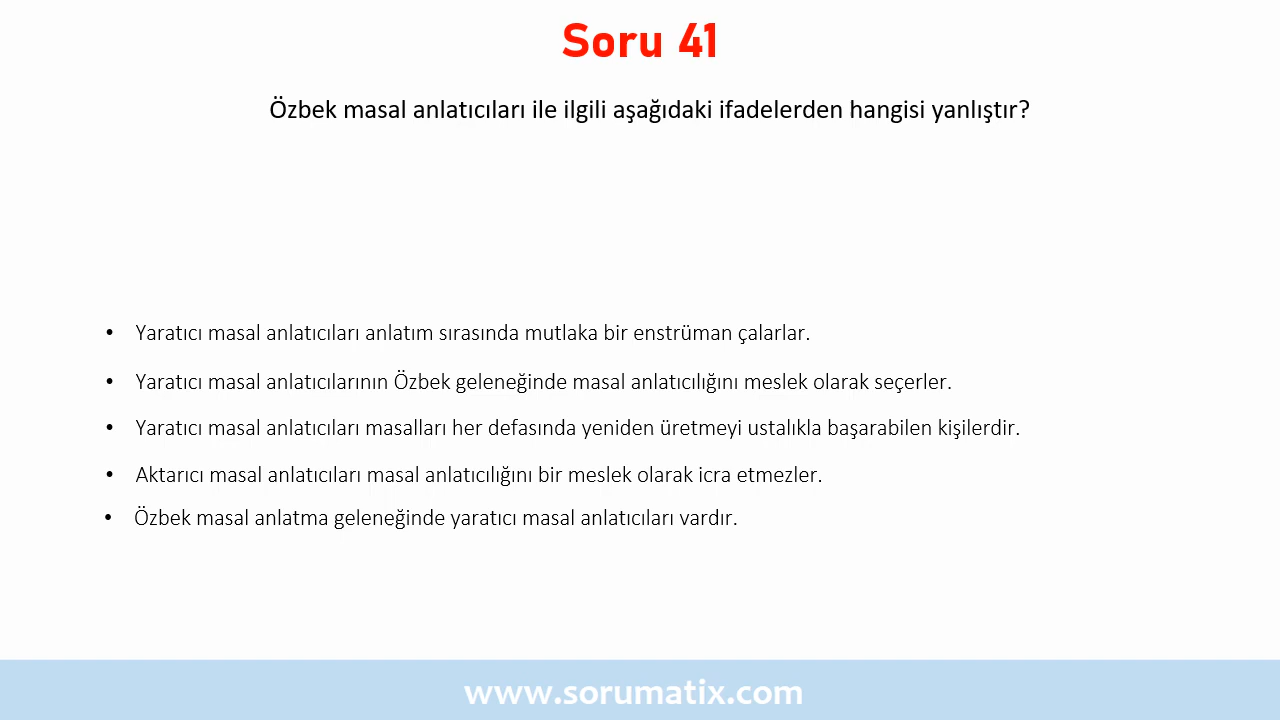 Soru 41
Özbek masal anlatıcıları ile ilgili aşağıdaki ifadelerden hangisi yanlıştır?
• Yaratıcı masal anlatıcıları anlatım sırasında mutlaka bir enstrüman çalarlar.
• Yaratıcı masal anlatıcılarının Özbek geleneğinde masal anlatıcılığını meslek olarak seçerler.
• Yaratıcı masal anlatıcıları masalları her defasında yeniden üretmeyi ustalıkla başarabilen kişilerdir.
• Aktarıcı masal anlatıcıları masal anlatıcılığını bir meslek olarak icra etmezler.
• Özbek masal anlatma geleneğinde yaratıcı masal anlatıcıları vardır.
www.sorumatix.com